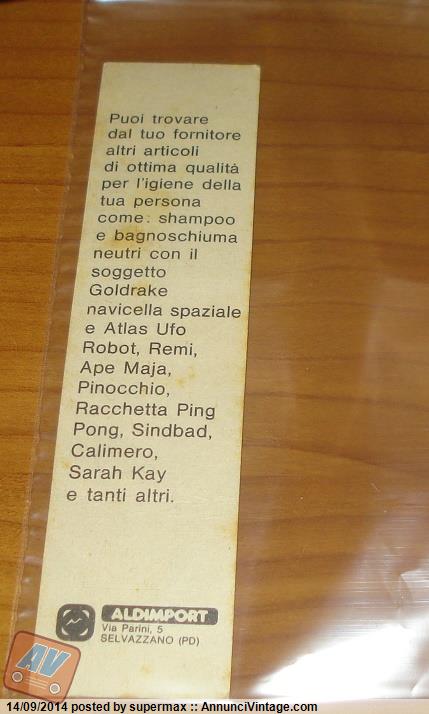 Puoi trovare
dal tuo fornitore
altri articoli
di ottima qualità
per l'igiene della
tua persona
come: shampoo
e bagnoschiuma
neutri con il
soggetto
Goldrake
navicella spaziale
e Atlas Ufo
Robot, Remi,
Ape Maja,
Pinocchio,
Racchetta Ping
Pong, Sindbad,
Calimero,
Sarah Kay
e tanti altri.
ALDIMPORT
Via Parini, 5
SELVAZZANO (PD)
AV
14/09/2014 posted by supermax :: AnnunciVintage.com